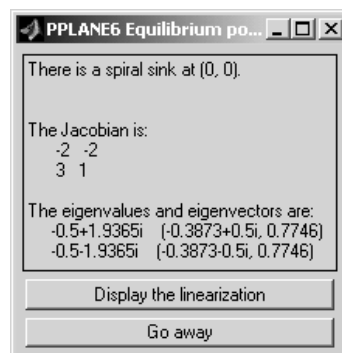 PPLANE6 Equilibrium po...
There is a spiral sink at (0, 0).
The Jacobian is:
-2 -2
3 1
The eigenvalues and eigenvectors are:
-0.5+1.9365i (-0.3873+0.5i, 0.7746)
-0.5-1.9365i (-0.3873-0.5i, 0.7746)
Display the linearization
Go away